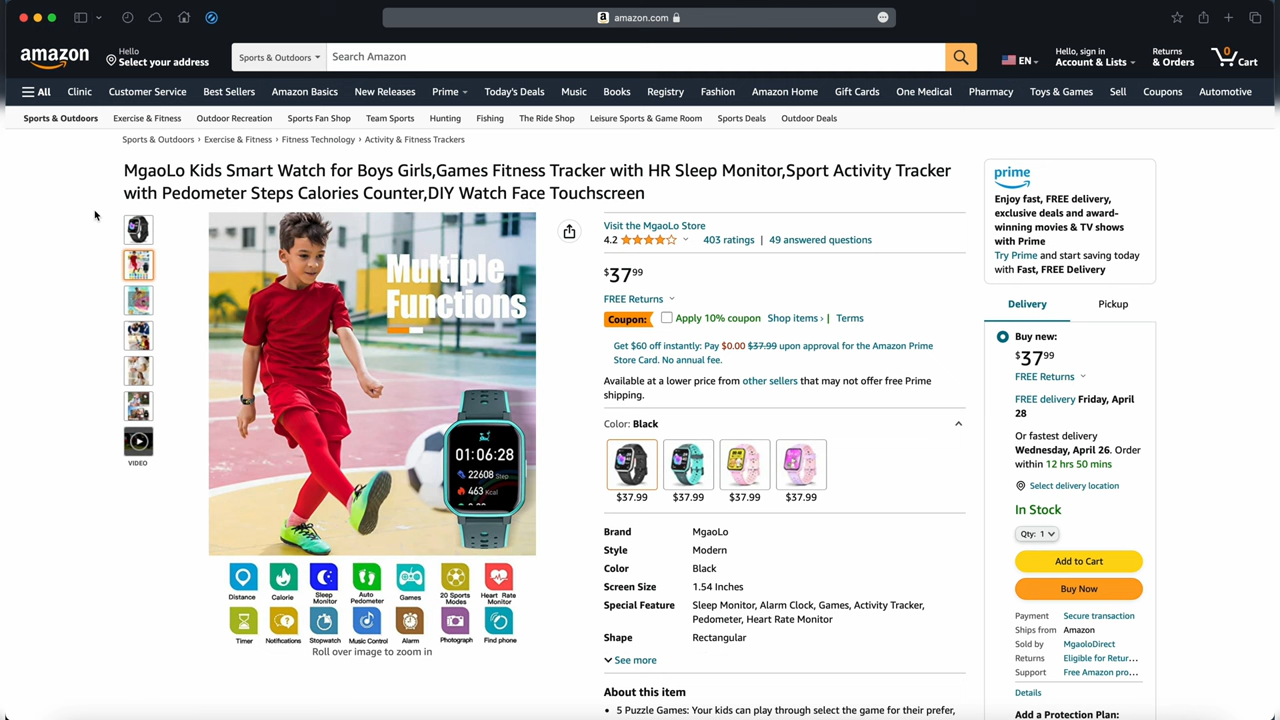 amazon.com
amazon
Hello
Select your address
Sports & Outdoors
Search Amazon
EN
Hello, sign in
Account & Lists
Returns
& Orders
0
Cart
All
Clinic
Customer Service
Best Sellers
Amazon Basics
New Releases
Prime
Today's Deals
Music
Books
Registry
Fashion
Amazon Home
Gift Cards
One Medical
Pharmacy
Toys & Games
Sell
Coupons
Automotive
Sports & Outdoors
Exercise & Fitness
Outdoor Recreation
Sports Fan Shop
Team Sports
Hunting
Fishing
The Ride Shop
Leisure Sports & Game Room
Sports Deals
Outdoor Deals
Sports & Outdoors › Exercise & Fitness › Fitness Technology › Activity & Fitness Trackers
MgaoLo Kids Smart Watch for Boys Girls,Games Fitness Tracker with HR Sleep Monitor,Sport Activity Tracker
with Pedometer Steps Calories Counter,DIY Watch Face Touchscreen
VIDEO
Multiple
Functions
01:06:28
22608 Step
463 Kcal
Distance
Calorie
Sleep
Monitor
Auto
Pedometer
Games
20 Sports
Modes
Heart Rate
Monitor
Timer
Notifications
Stopwatch
Music Control
Alarm
Photograph
Find phone
Roll over image to zoom in
Visit the MgaoLo Store
4.2
403 ratings | 49 answered questions
$3799
FREE Returns
Coupon:
Apply 10% coupon Shop items › | Terms
Get $60 off instantly: Pay $0.00 $37.99 upon approval for the Amazon Prime
Store Card. No annual fee.
Available at a lower price from other sellers that may not offer free Prime
shipping.
Color: Black
$37.99
$37.99
$37.99
$37.99
Brand MgaoLo
Style Modern
Color Black
Screen Size 1.54 Inches
Special Feature Sleep Monitor, Alarm Clock, Games, Activity Tracker,
Pedometer, Heart Rate Monitor
Shape Rectangular
See more
About this item
• 5 Puzzle Games: Your kids can play through select the game for their prefer,
prime
Enjoy fast, FREE delivery,
exclusive deals and award-
winning movies & TV shows
with Prime
Try Prime and start saving today
with Fast, FREE Delivery
Delivery
Pickup
Buy new:
$3799
FREE Returns
FREE delivery Friday, April
28
Or fastest delivery
Wednesday, April 26. Order
within 12 hrs 50 mins
Select delivery location
In Stock
Qty: 1
Add to Cart
Buy Now
Payment Secure transaction
Ships from Amazon
Sold by MgaoloDirect
Returns Eligible for Retur...
Support Free Amazon pro...
Details
Add a Protection Plan: